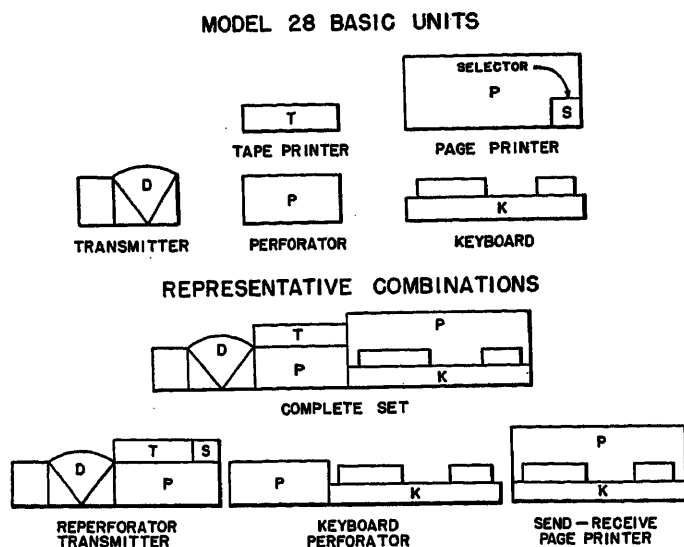 MODEL 28 BASIC UNITS
SELECTOR
P
S
T
TAPE PRINTER
PAGE PRINTER
D
P
K
TRANSMITTER
PERFORATOR
KEYBOARD
REPRESENTATIVE COMBINATIONS
D
T
P
P
K
COMPLETE SET
D
T
S
P
P
K
P
K
REPERFORATOR
TRANSMITTER
KEYBOARD
PERFORATOR
SEND-RECEIVE
PAGE PRINTER